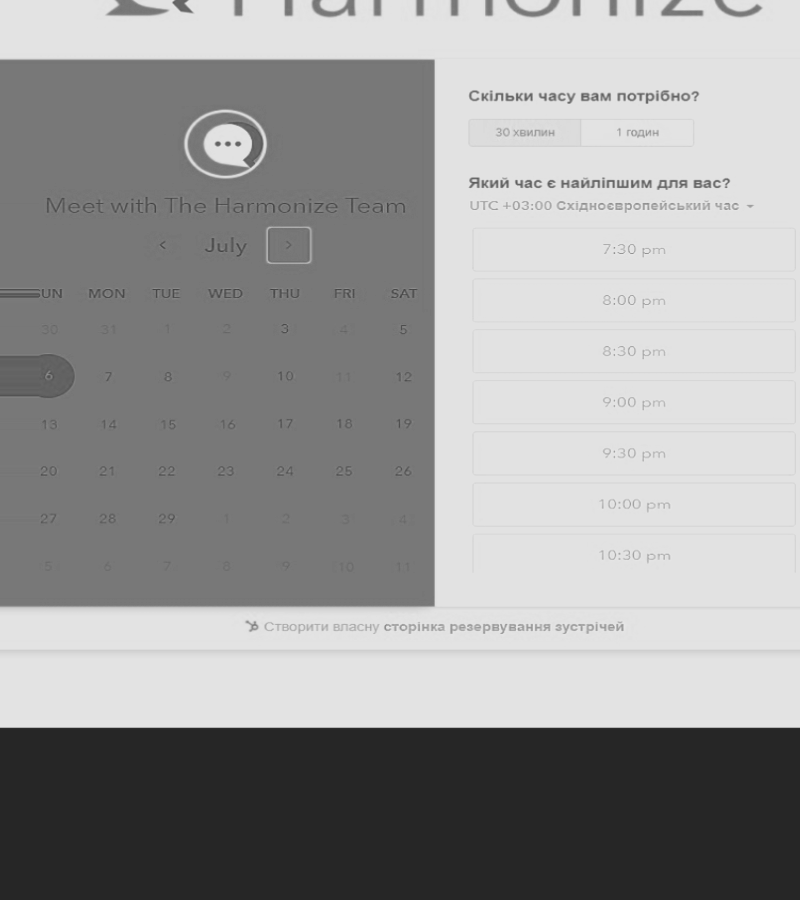 Harmonize
Meet with The Harmonize Team
< July >
SUN MON TUE WED THU FRI SAT
30 31 1 2 3 4 5
6 7 8 9 10 11 12
13 14 15 16 17 18 19
20 21 22 23 24 25 26
27 28 29 1 2 3 4
5 6 7 8 9 10 11
Скільки часу вам потрібно?
30 хвилин 1 годин
Який час є найліпшим для вас?
UTC +03:00 Східноєвропейський час
7:30 pm
8:00 pm
8:30 pm
9:00 pm
9:30 pm
10:00 pm
10:30 pm
Створити власну сторінка резервування зустрічей